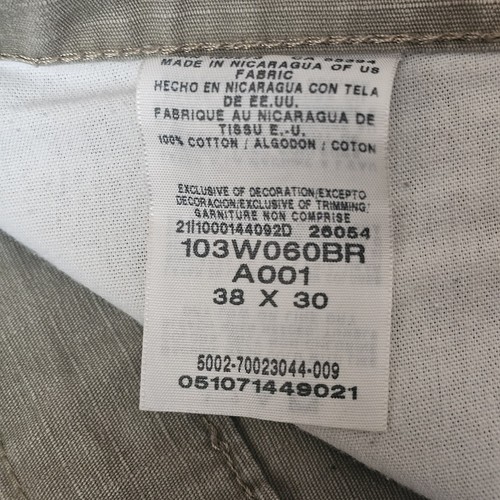 MADE IN NICARAGUA OF US
FABRIC
HECHO EN NICARAGUA CON TELA
DE EE.UU.
FABRIQUE AU NICARAGUA DE
TISSU E.-U.
100% COTTON / ALGODON / COTON
EXCLUSIVE OF DECORATION/EXCEPTO
DECORACION/EXCLUSIVE OF TRIMMING/
GARNITURE NON COMPRISE
21/1000144092D 26054
103W060BR
A001
38 X 30
5002-70023044-009
051071449021